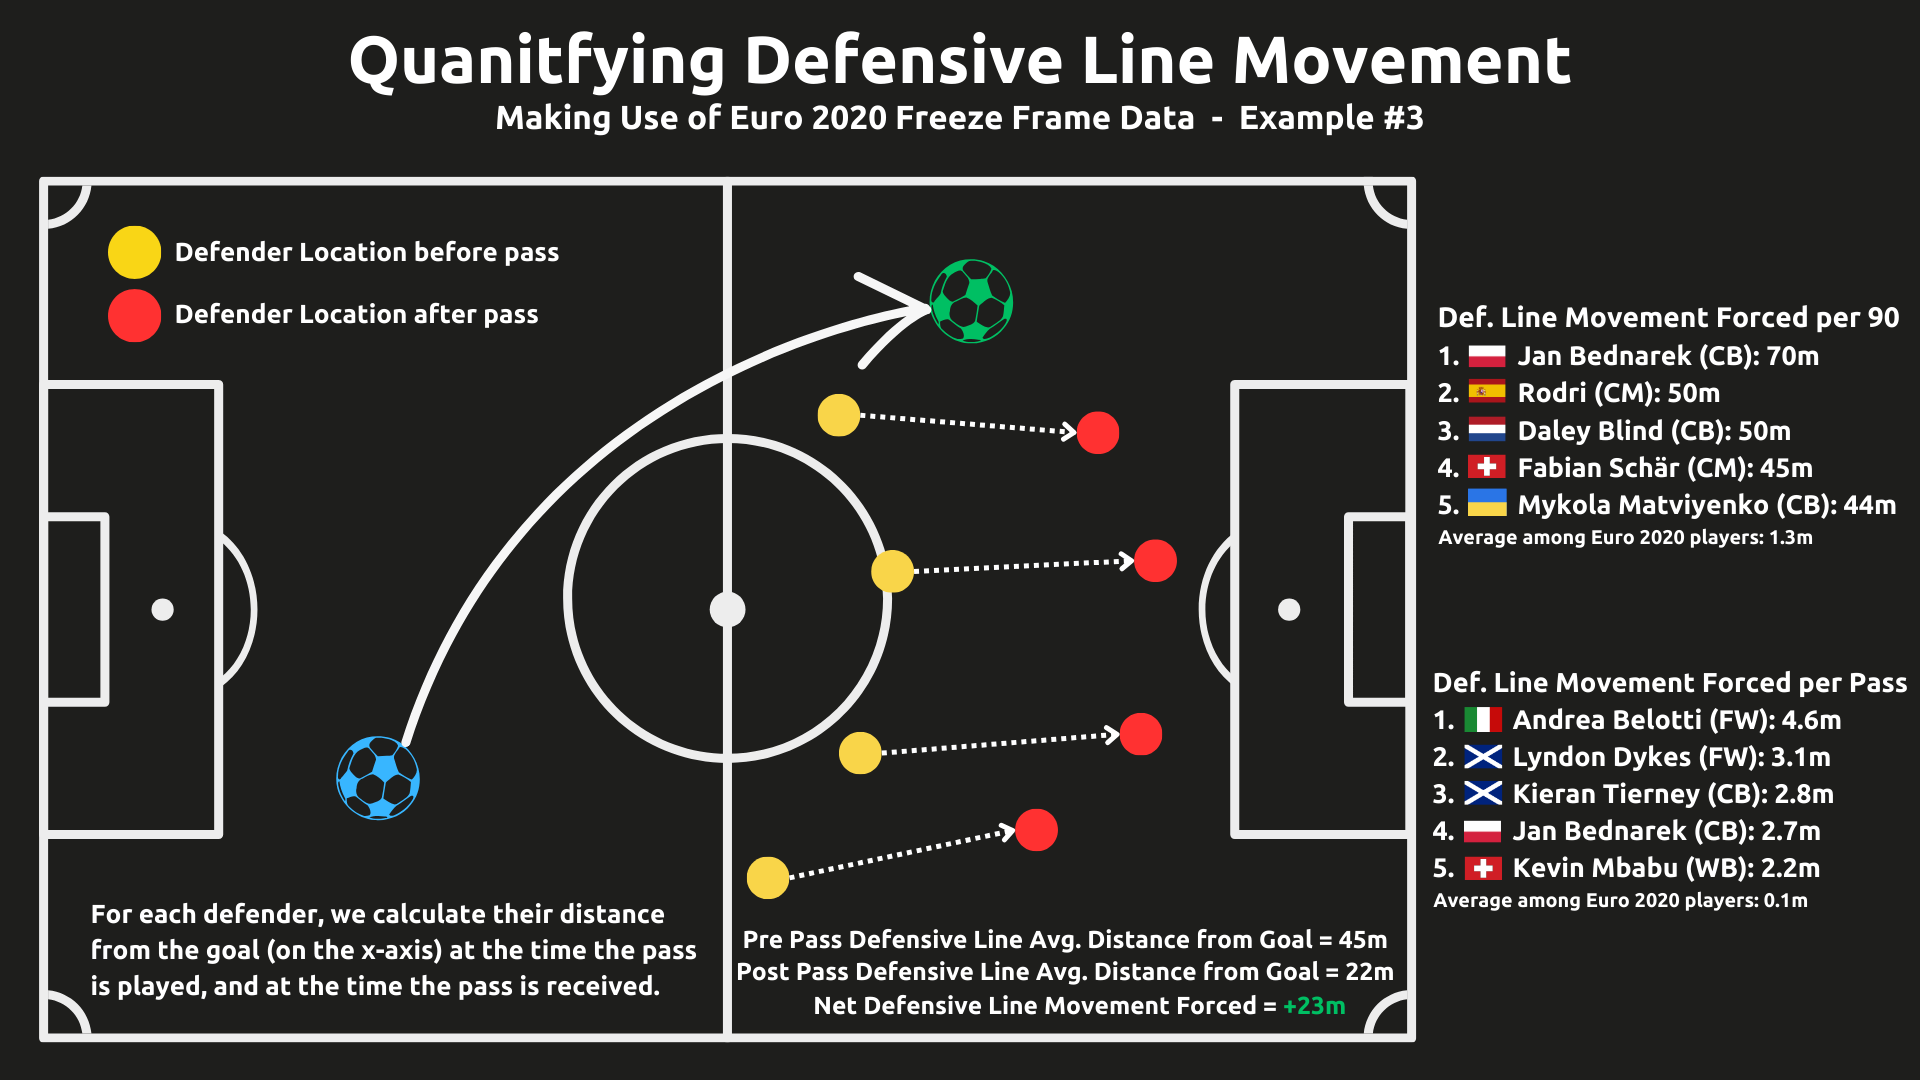 Quanitfying Defensive Line Movement
Making Use of Euro 2020 Freeze Frame Data - Example #3
Defender Location before pass
Defender Location after pass
For each defender, we calculate their distance
from the goal (on the x-axis) at the time the pass
is played, and at the time the pass is received.
Pre Pass Defensive Line Avg. Distance from Goal = 45m
Post Pass Defensive Line Avg. Distance from Goal = 22m
Net Defensive Line Movement Forced = +23m
Def. Line Movement Forced per 90
1. Jan Bednarek (CB): 70m
2. Rodri (CM): 50m
3. Daley Blind (CB): 50m
4. Fabian Schär (CM): 45m
5. Mykola Matviyenko (CB): 44m
Average among Euro 2020 players: 1.3m
Def. Line Movement Forced per Pass
1. Andrea Belotti (FW): 4.6m
2. Lyndon Dykes (FW): 3.1m
3. Kieran Tierney (CB): 2.8m
4. Jan Bednarek (CB): 2.7m
5. Kevin Mbabu (WB): 2.2m
Average among Euro 2020 players: 0.1m